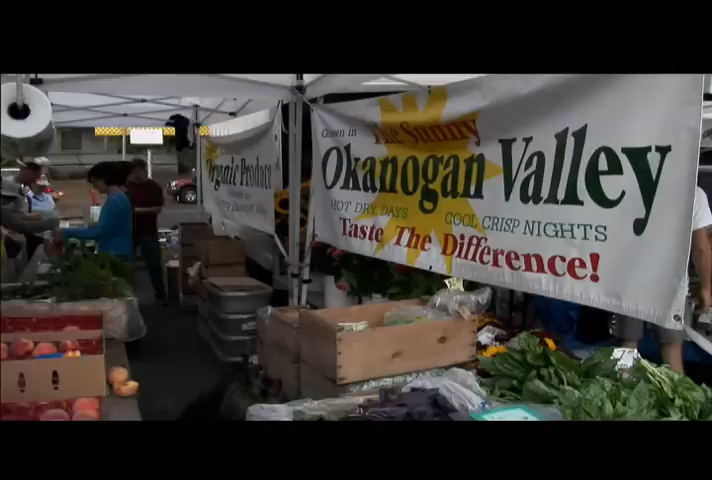 Grown in The Sunny
Okanogan Valley
HOT DRY DAYS
COOL CRISP NIGHTS
Taste The Difference!
Organic Produce